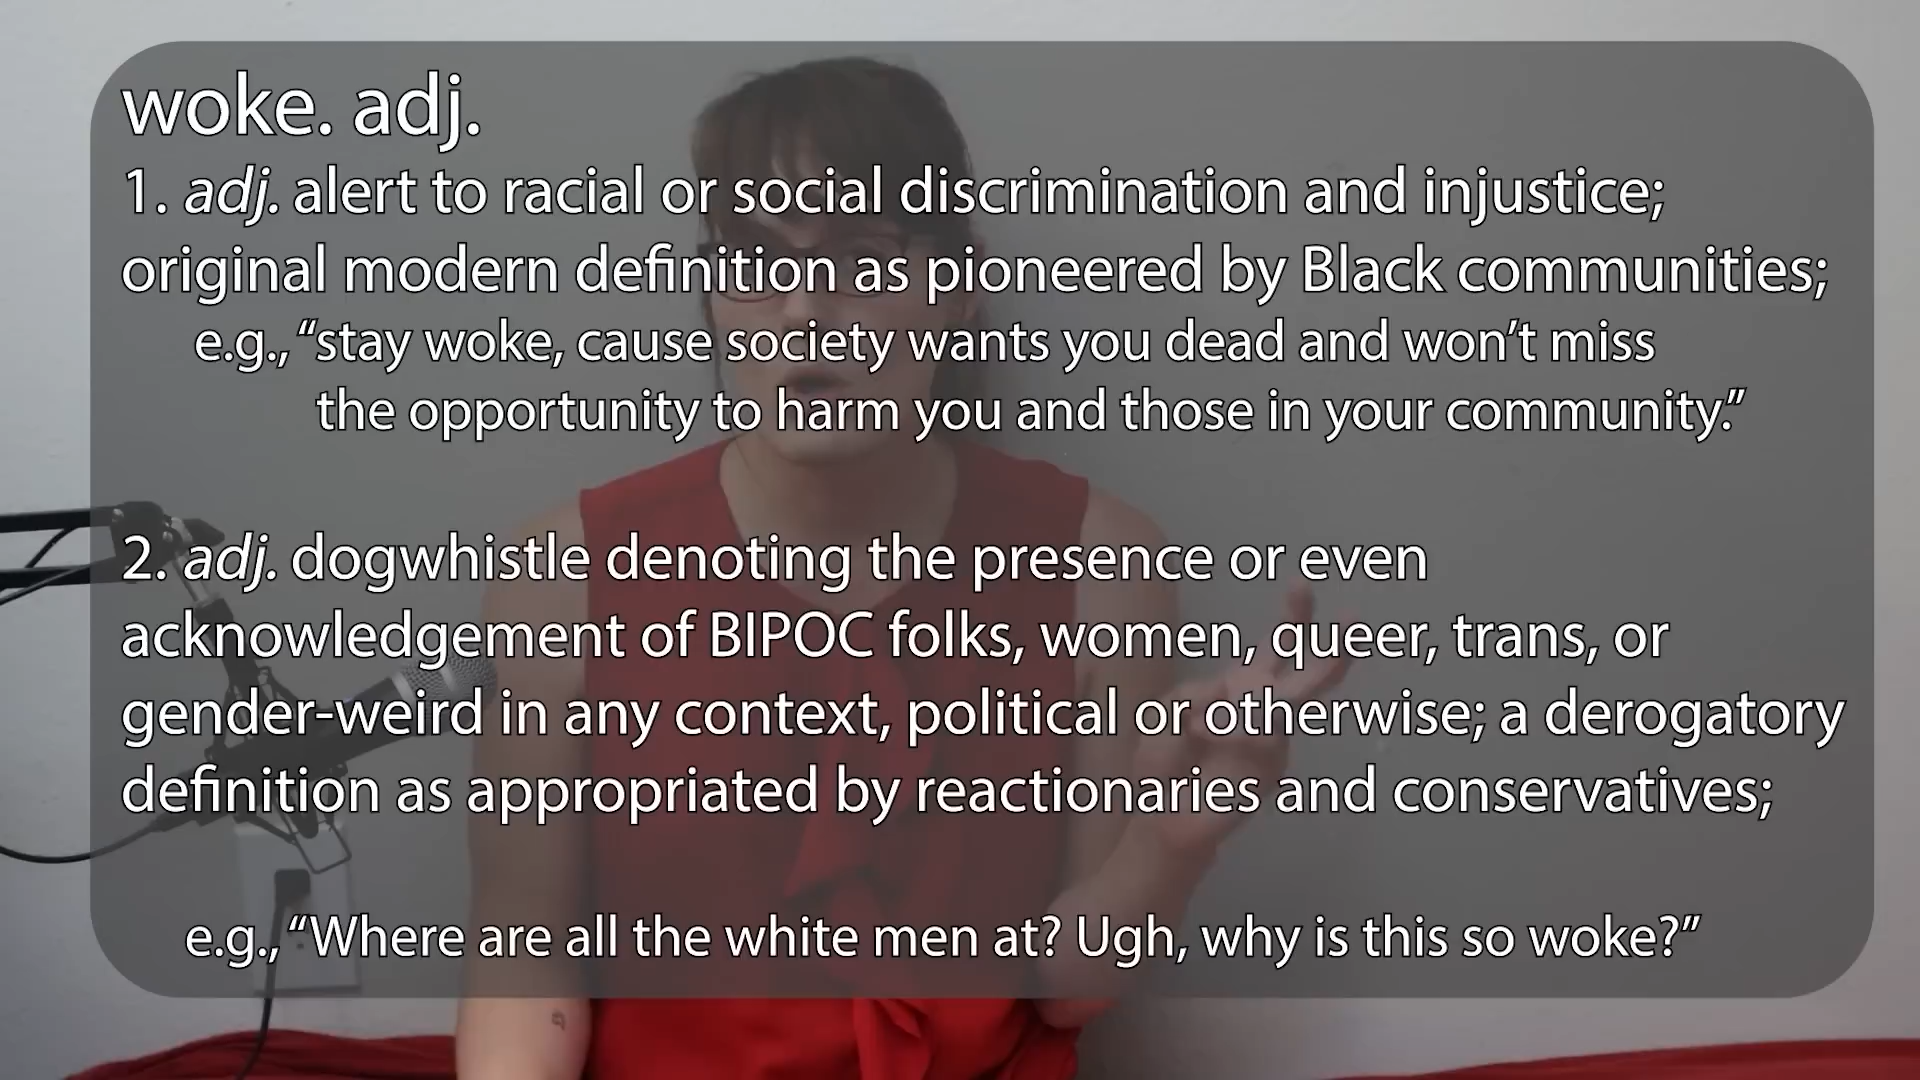 woke. adj.
1. adj. alert to racial or social discrimination and injustice;
original modern definition as pioneered by Black communities;
e.g., “stay woke, cause society wants you dead and won’t miss
the opportunity to harm you and those in your community.”
2. adj. dogwhistle denoting the presence or even
acknowledgement of BIPOC folks, women, queer, trans, or
gender-weird in any context, political or otherwise; a derogatory
definition as appropriated by reactionaries and conservatives;
e.g., “Where are all the white men at? Ugh, why is this so woke?”